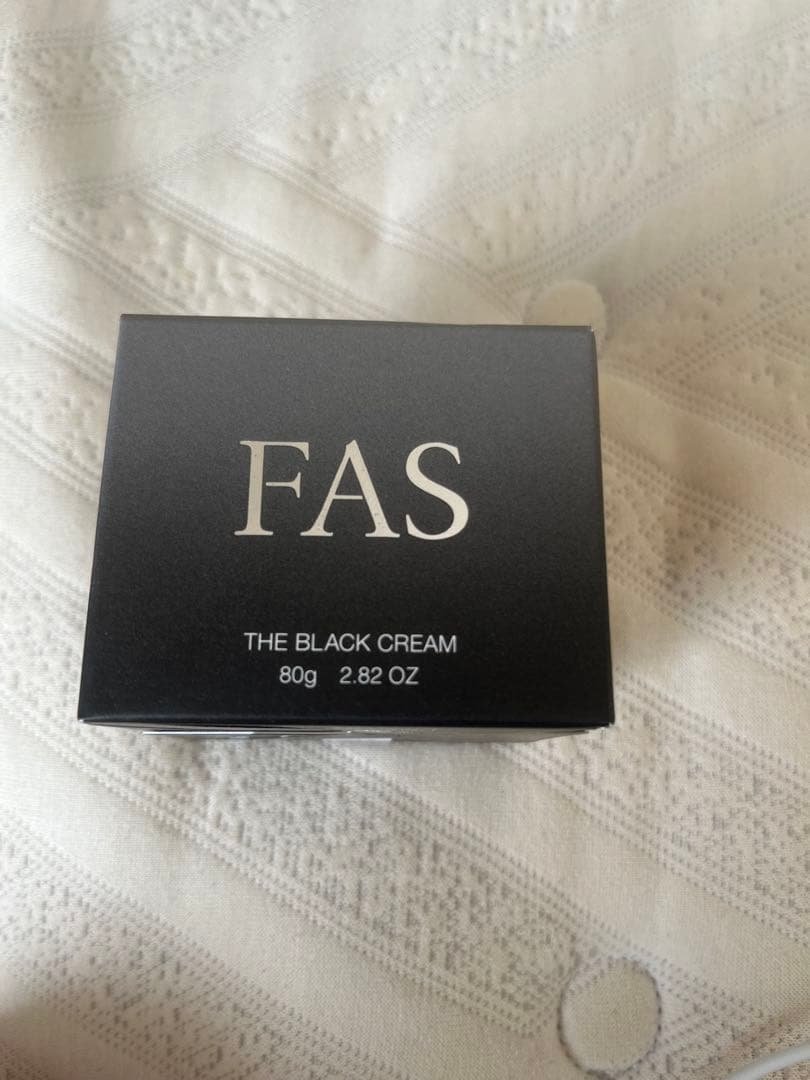 FAS
THE BLACK CREAM
80g 2.82 OZ